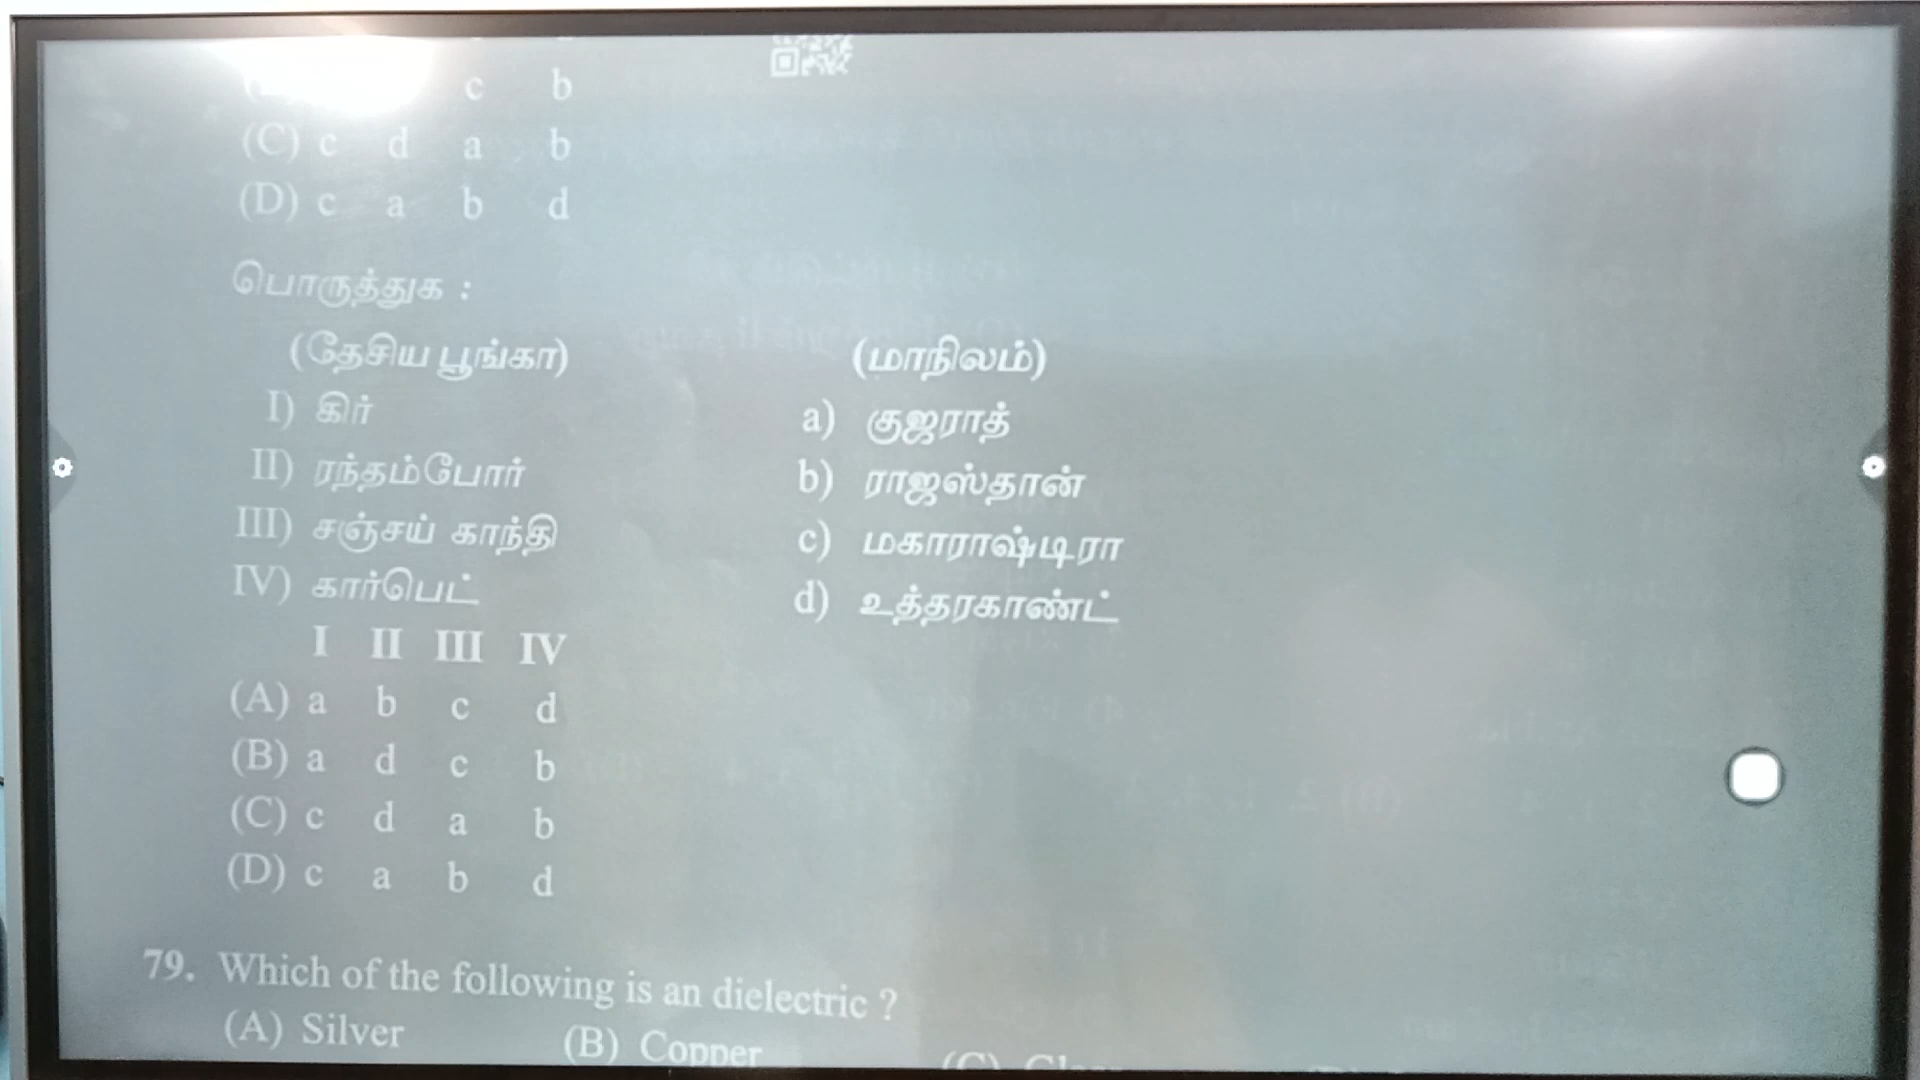 c b
(C) c d a b
(D) c a b d
பொருத்துக :
(தேசிய பூங்கா) (மாநிலம்)
I) கிர் a) குஜராத்
II) ரந்தம்போர் b) ராஜஸ்தான்
III) சஞ்சய் காந்தி c) மகாராஷ்டிரா
IV) கார்பெட் d) உத்தரகாண்ட்
I II III IV
(A) a b c d
(B) a d c b
(C) c d a b
(D) c a b d
79. Which of the following is an dielectric ?
(A) Silver (B) Copper